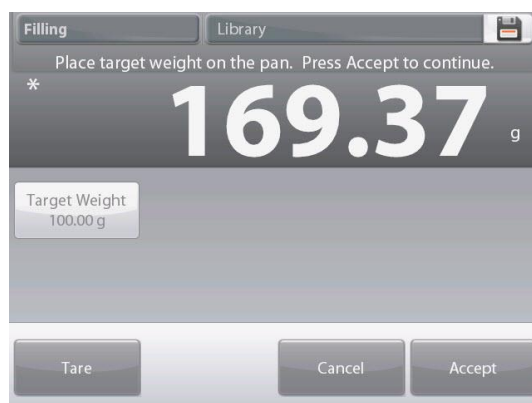 Filling
Library
Place target weight on the pan. Press Accept to continue.
*
169.37 g
Target Weight
100.00 g
Tare
Cancel
Accept